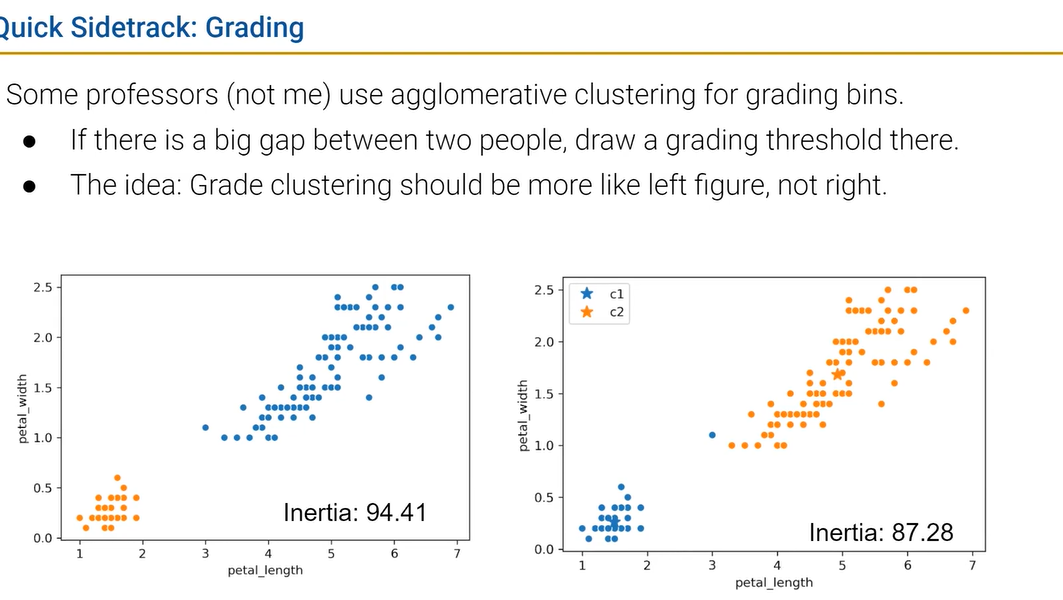 Quick Sidetrack: Grading
Some professors (not me) use agglomerative clustering for grading bins.
● If there is a big gap between two people, draw a grading threshold there.
● The idea: Grade clustering should be more like left figure, not right.
2.5
2.0
1.5
1.0
0.5
0.0
petal_width
Inertia: 94.41
1 2 3 4 5 6 7
petal_length
c1
c2
2.5
2.0
1.5
1.0
0.5
0.0
petal_width
Inertia: 87.28
1 2 3 4 5 6 7
petal_length